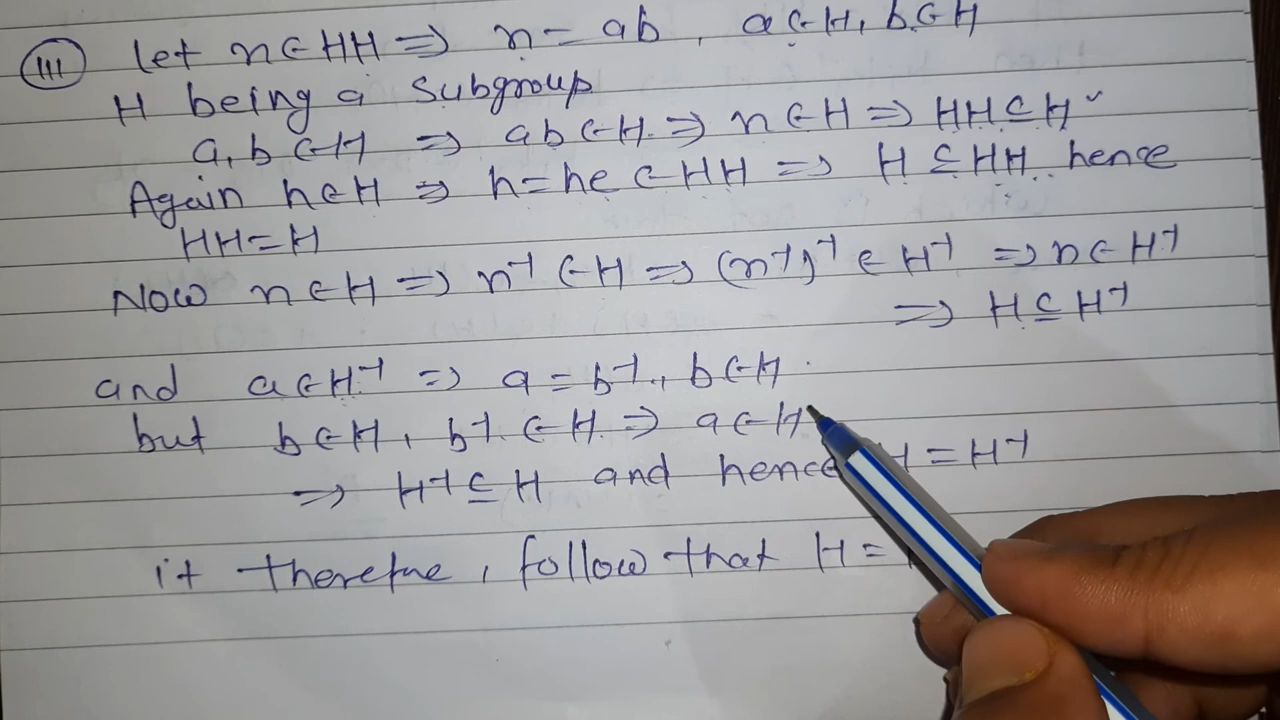 (III) let n ∈ HH ⇒ n = ab , a ∈ H, b ∈ H
H being a subgroup
a, b ∈ H ⇒ ab ∈ H ⇒ n ∈ H ⇒ HH ⊆ H ✓
Again h ∈ H ⇒ h = he ∈ HH ⇒ H ⊆ HH hence
HH = H
Now n ∈ H ⇒ n⁻¹ ∈ H ⇒ (n⁻¹)⁻¹ ∈ H⁻¹ ⇒ n ∈ H⁻¹
⇒ H ⊆ H⁻¹
and a ∈ H⁻¹ ⇒ a = b⁻¹, b ∈ H
but b ∈ H, b⁻¹ ∈ H ⇒ a ∈ H
⇒ H⁻¹ ⊆ H and hence H = H⁻¹
it therefore, follow that H =